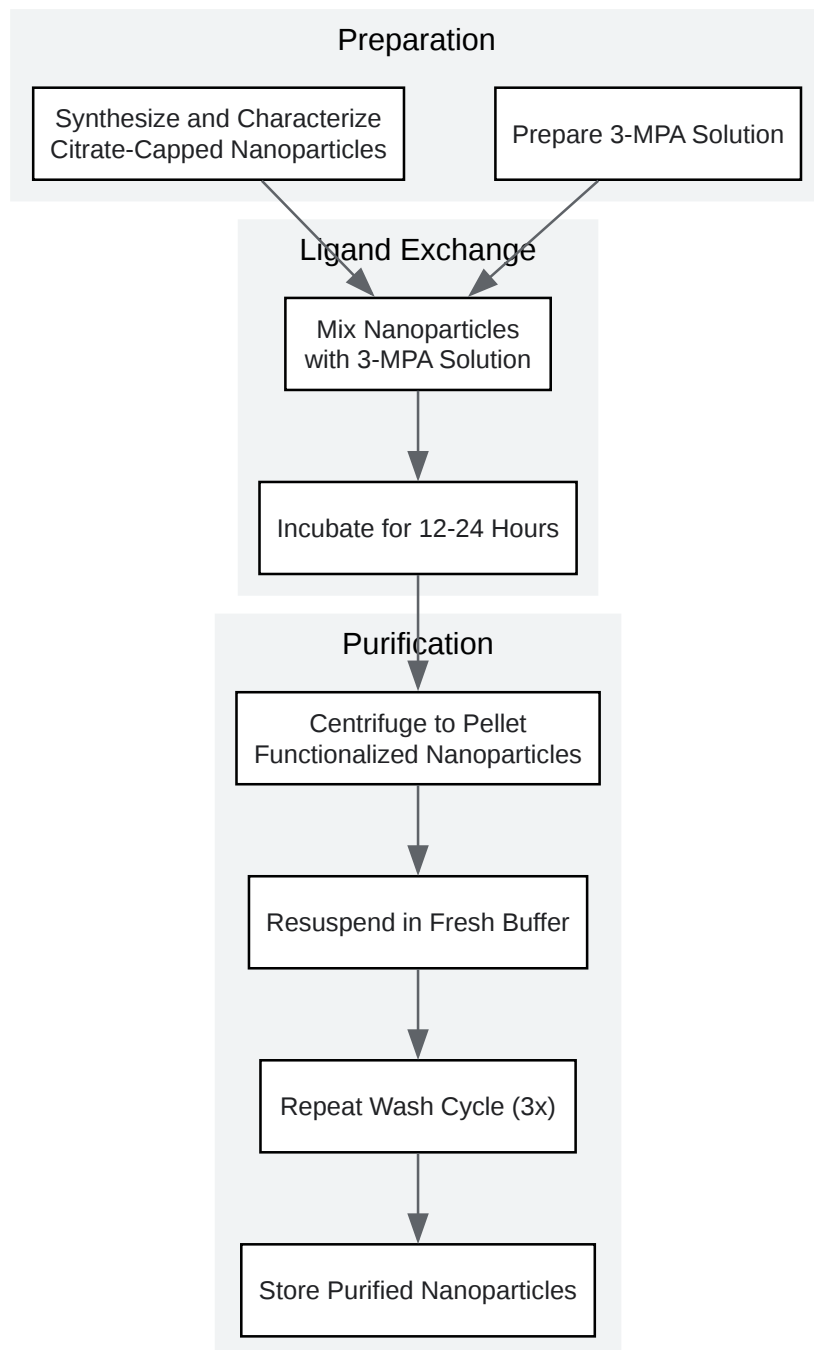 Preparation
Synthesize and Characterize
Citrate-Capped Nanoparticles
Prepare 3-MPA Solution
Ligand Exchange
Mix Nanoparticles
with 3-MPA Solution
Incubate for 12-24 Hours
Purification
Centrifuge to Pellet
Functionalized Nanoparticles
Resuspend in Fresh Buffer
Repeat Wash Cycle (3x)
Store Purified Nanoparticles